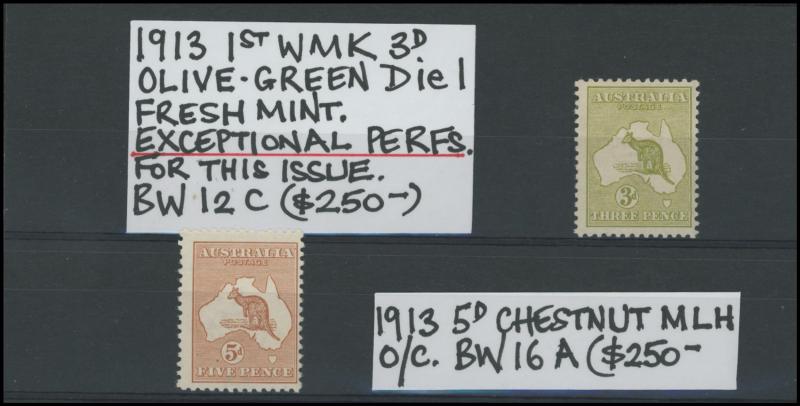 1913 1ST WMK 3D
OLIVE-GREEN Die 1
FRESH MINT.
EXCEPTIONAL PERFS.
FOR THIS ISSUE.
BW 12 C ($250-)
AUSTRALIA
POSTAGE
3d
THREE PENCE
AUSTRALIA
POSTAGE
5d
FIVE PENCE
1913 5D CHESTNUT MLH
O/C. BW 16 A ($250-